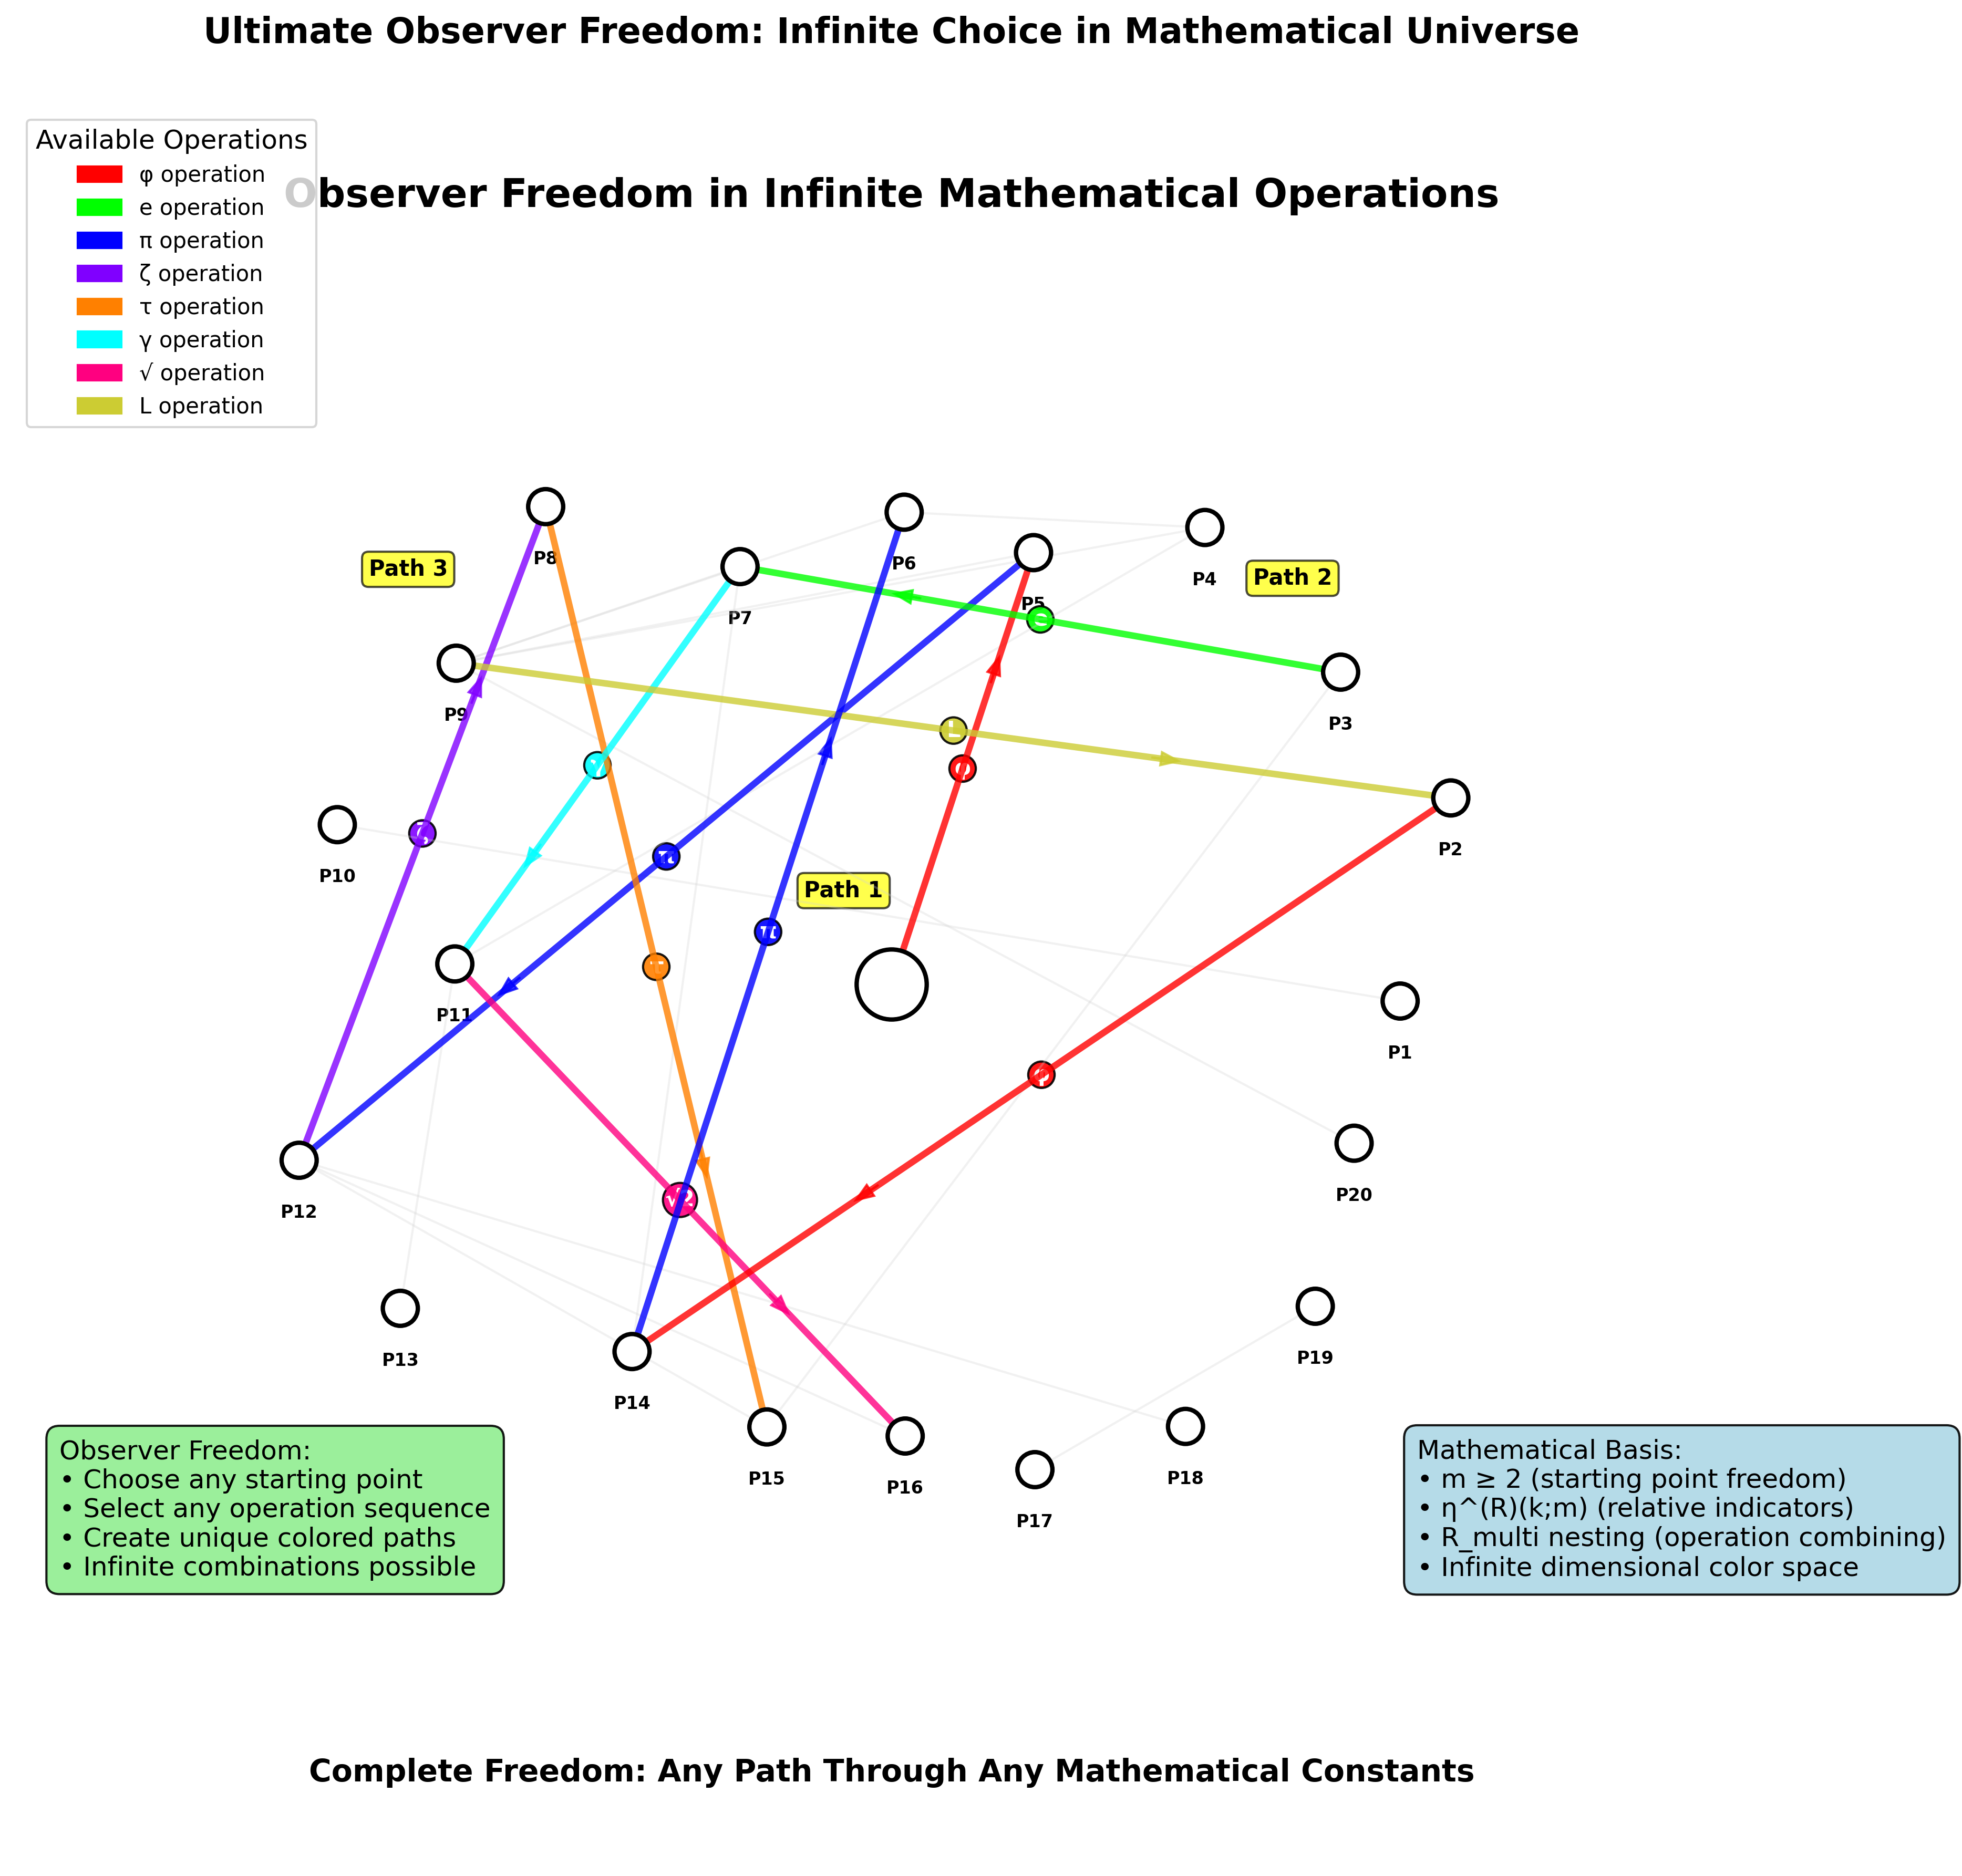 Ultimate Observer Freedom: Infinite Choice in Mathematical Universe
Available Operations
φ operation
e operation
π operation
ζ operation
τ operation
γ operation
√ operation
L operation
Observer Freedom in Infinite Mathematical Operations
P8
Path 3
P6
P5
P4
Path 2
P7
e
P9
P3
L
γ
φ
P10
ζ
π
P2
Path 1
π
τ
P11
P1
φ
P12
√2
P20
P13
P14
P19
P15
P16
P18
P17
Observer Freedom:
• Choose any starting point
• Select any operation sequence
• Create unique colored paths
• Infinite combinations possible
Mathematical Basis:
• m ≥ 2 (starting point freedom)
• η^(R)(k;m) (relative indicators)
• R_multi nesting (operation combining)
• Infinite dimensional color space
Complete Freedom: Any Path Through Any Mathematical Constants